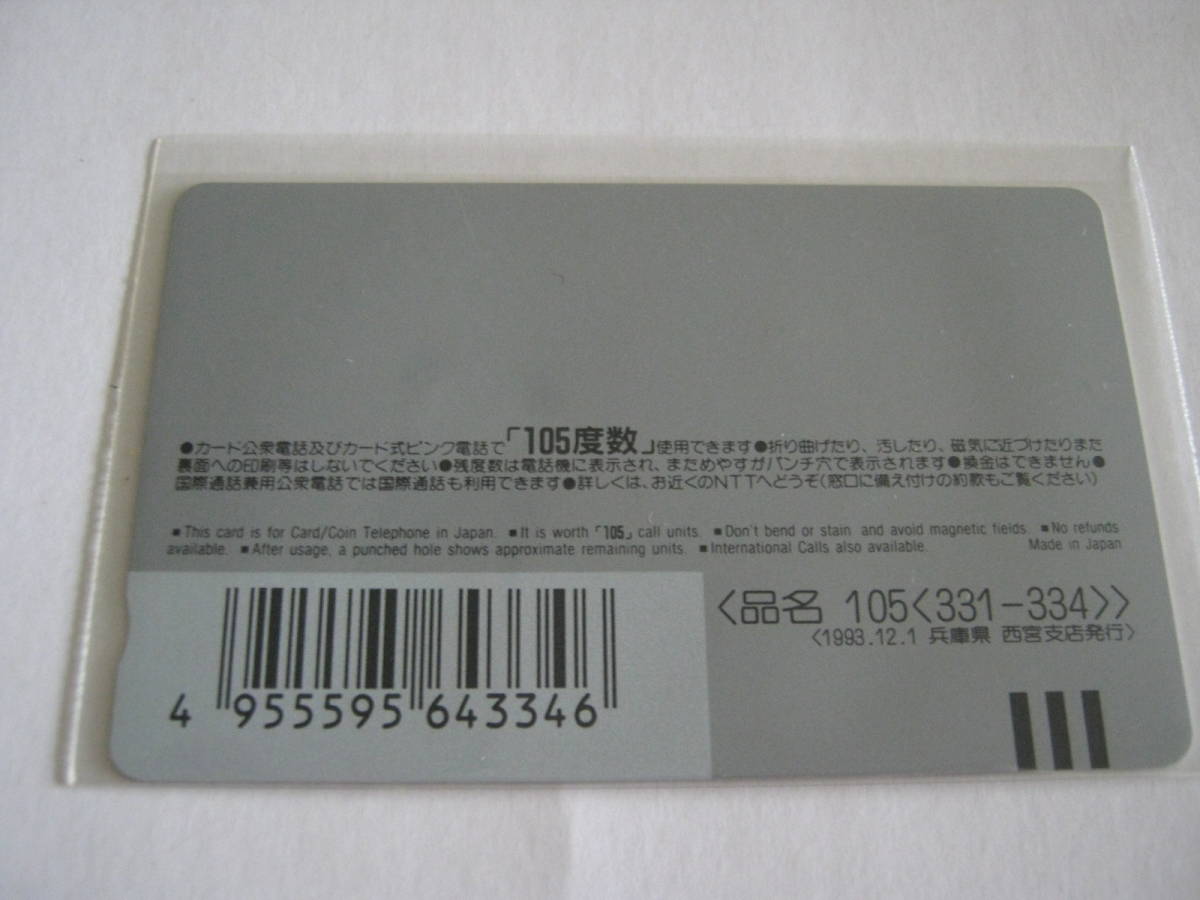 ●カード公衆電話及びカード式ピンク電話で「105度数」使用できます●折り曲げたり、汚したり、磁気に近づけたりまた
裏面への印刷等はしないでください●残度数は電話機に表示され、まためやすがパンチ穴で表示されます●換金はできません●
国際通話兼用公衆電話では国際通話も利用できます●詳しくは、お近くのNTTへどうぞ(窓口に備え付けの約款もご覧ください)
■This card is for Card/Coin Telephone in Japan. ■It is worth「105」call units. ■Don't bend or stain and avoid magnetic fields. ■No refunds
available. ■After usage, a punched hole shows approximate remaining units. ■International Calls also available. Made in Japan
<品名 105<331-334>>
<1993.12.1 兵庫県 西宮支店発行>
4 955595 643346